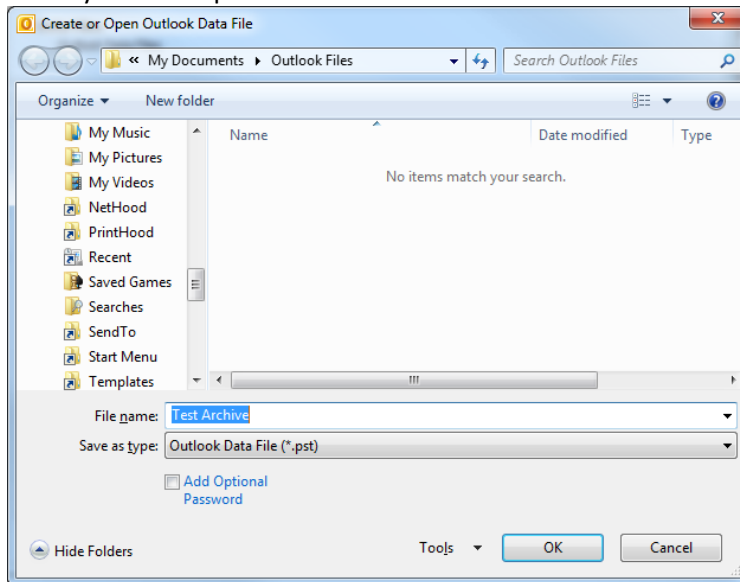 Create or Open Outlook Data File
« My Documents ▸ Outlook Files
Search Outlook Files
Organize
New folder
Name
Date modified
Type
No items match your search.
My Music
My Pictures
My Videos
NetHood
PrintHood
Recent
Saved Games
Searches
SendTo
Start Menu
Templates
File name: Test Archive
Save as type: Outlook Data File (*.pst)
Add Optional
Password
Hide Folders
Tools
OK
Cancel